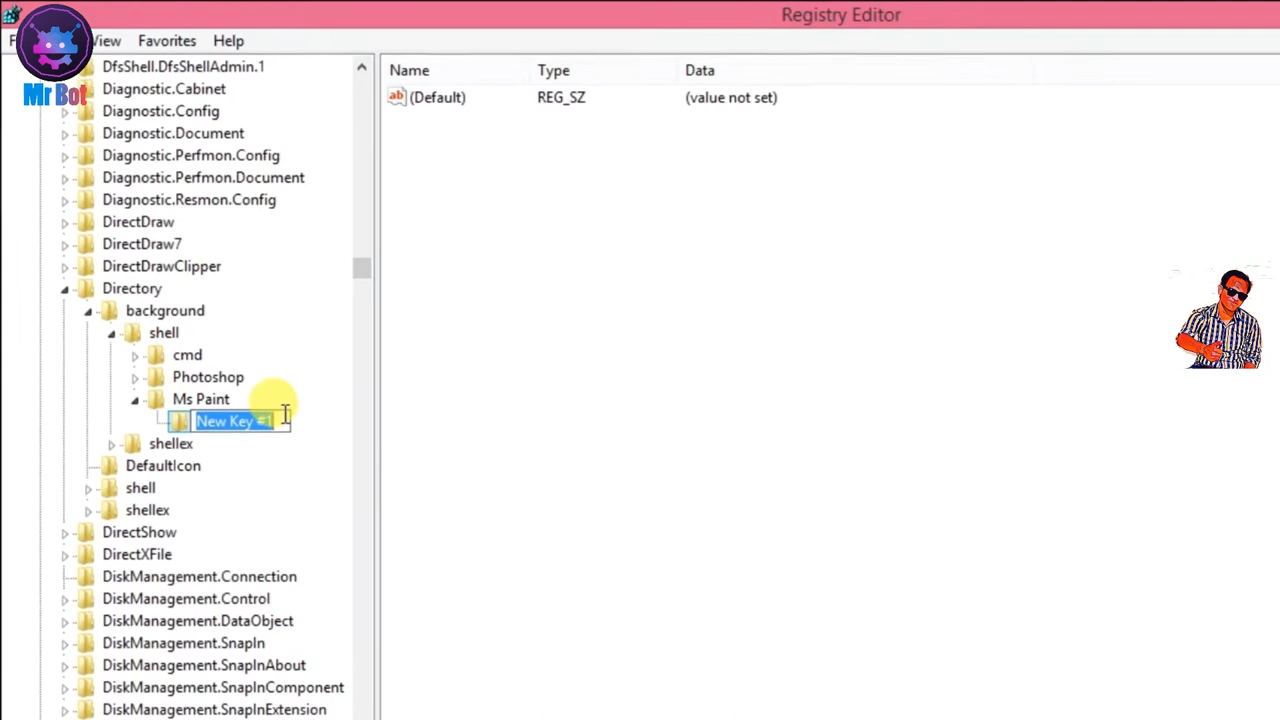 Registry Editor
F View Favorites Help
Mr Bot
DfsShell.DfsShellAdmin.1
Diagnostic.Cabinet
Diagnostic.Config
Diagnostic.Document
Diagnostic.Perfmon.Config
Diagnostic.Perfmon.Document
Diagnostic.Resmon.Config
DirectDraw
DirectDraw7
DirectDrawClipper
Directory
background
shell
cmd
Photoshop
Ms Paint
New Key #1
shellex
DefaultIcon
shell
shellex
DirectShow
DirectXFile
DiskManagement.Connection
DiskManagement.Control
DiskManagement.DataObject
DiskManagement.SnapIn
DiskManagement.SnapInAbout
DiskManagement.SnapInComponent
DiskManagement.SnapInExtension
Name Type Data
ab (Default) REG_SZ (value not set)